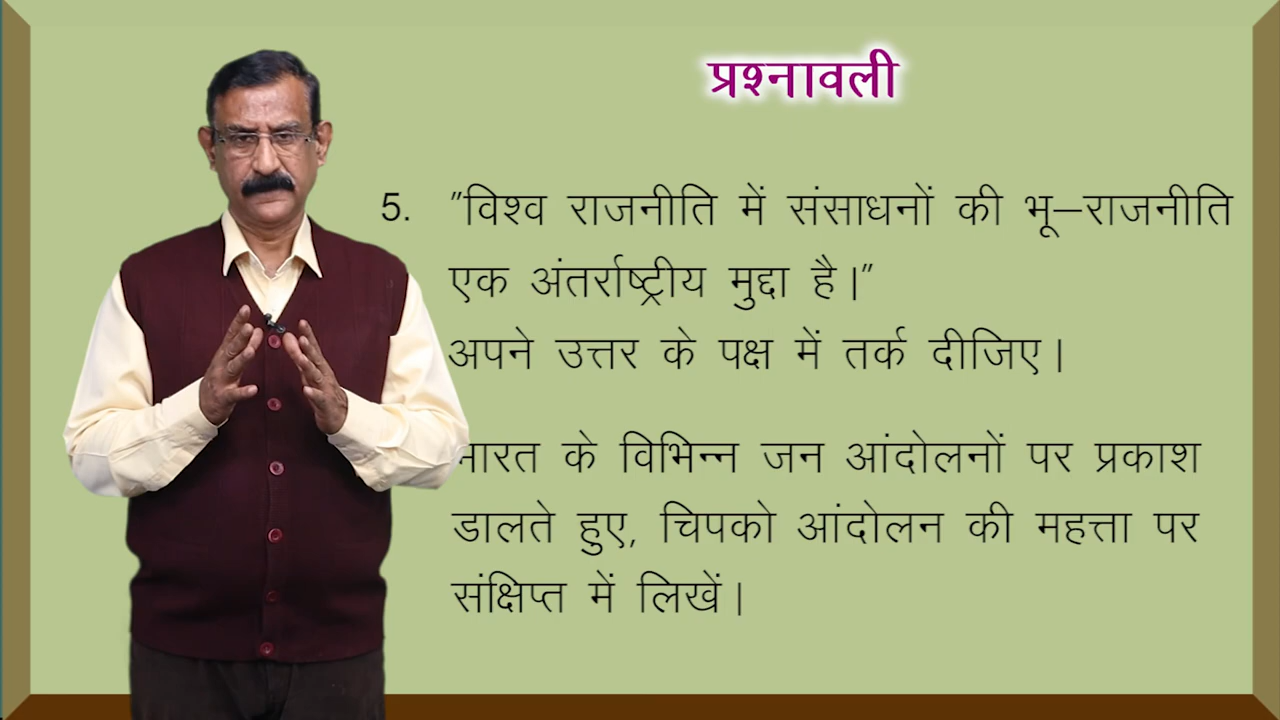 प्रश्नावली
5. "विश्व राजनीति में संसाधनों की भू–राजनीति
एक अंतर्राष्ट्रीय मुद्दा है।"
अपने उत्तर के पक्ष में तर्क दीजिए।
भारत के विभिन्न जन आंदोलनों पर प्रकाश
डालते हुए, चिपको आंदोलन की महत्ता पर
संक्षिप्त में लिखें।